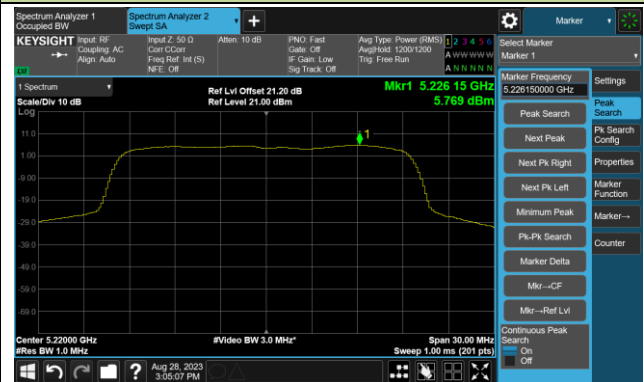 Spectrum Analyzer 1
Occupied BW
Spectrum Analyzer 2
Swept SA
Marker
KEYSIGHT
Input: RF
Coupling: AC
Align: Auto
Input Z: 50 Ω
Corr CCorr
Freq Ref: Int (S)
NFE: Off
Atten: 10 dB
PNO: Fast
Gate: Off
IF Gain: Low
Sig Track: Off
Avg Type: Power (RMS)
Avg|Hold: 1200/1200
Trig: Free Run
1 2 3 4 5 6
A W W W W W
A N N N N N
Select Marker
Marker 1
1 Spectrum
Scale/Div 10 dB
Log
Ref Lvl Offset 21.20 dB
Ref Level 21.00 dBm
Mkr1 5.226 15 GHz
5.769 dBm
1
11.0
1.00
-9.00
-19.0
-29.0
-39.0
-49.0
-59.0
-69.0
Center 5.22000 GHz
#Res BW 1.0 MHz
#Video BW 3.0 MHz*
Span 30.00 MHz
Sweep 1.00 ms (201 pts)
Marker Frequency
5.226150000 GHz
Peak Search
Next Peak
Next Pk Right
Next Pk Left
Minimum Peak
Pk-Pk Search
Marker Delta
Mkr→CF
Mkr→Ref Lvl
Continuous Peak
Search
On
Off
Settings
Peak
Search
Pk Search
Config
Properties
Marker
Function
Marker→
Counter
?
Aug 28, 2023
3:05:07 PM